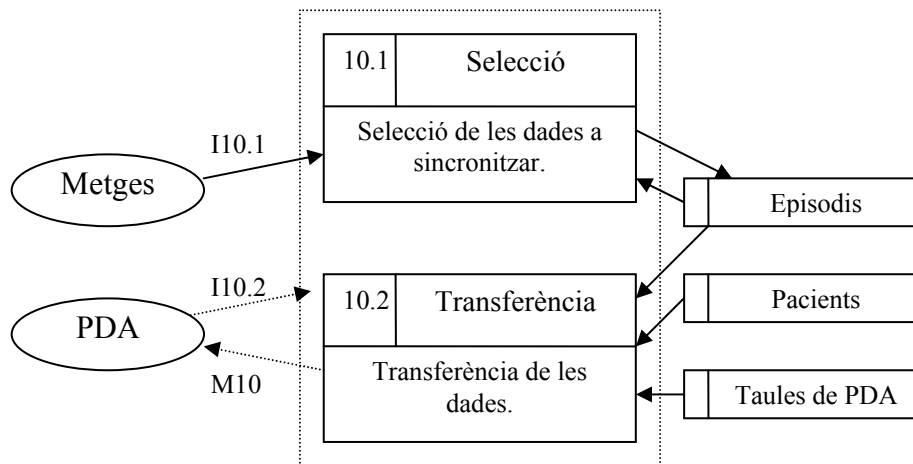 10.1
Selecció
Selecció de les dades a
sincronitzar.
I10.1
Metges
Episodis
I10.2
10.2
Transferència
Pacients
PDA
M10
Transferència de les
dades.
Taules de PDA